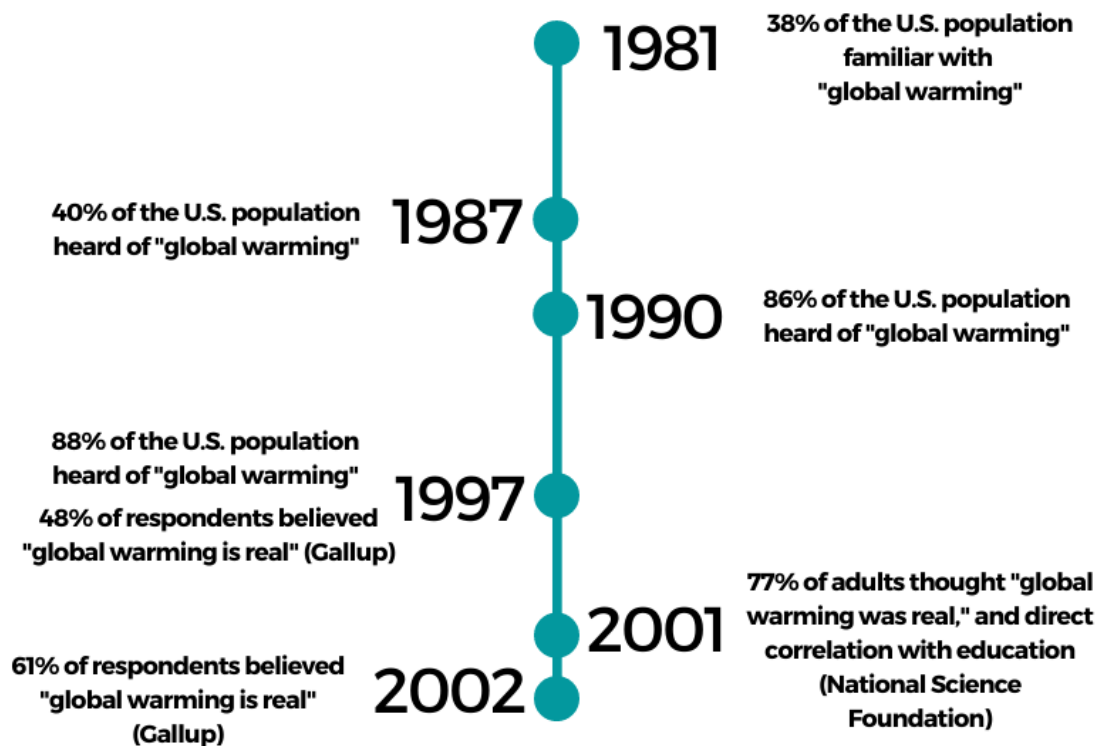 1981
38% of the U.S. population
familiar with
"global warming"
40% of the U.S. population
heard of "global warming"
1987
1990
86% of the U.S. population
heard of "global warming"
88% of the U.S. population
heard of "global warming"
48% of respondents believed
"global warming is real" (Gallup)
1997
2001
77% of adults thought "global
warming was real," and direct
correlation with education
(National Science
Foundation)
61% of respondents believed
"global warming is real"
(Gallup)
2002